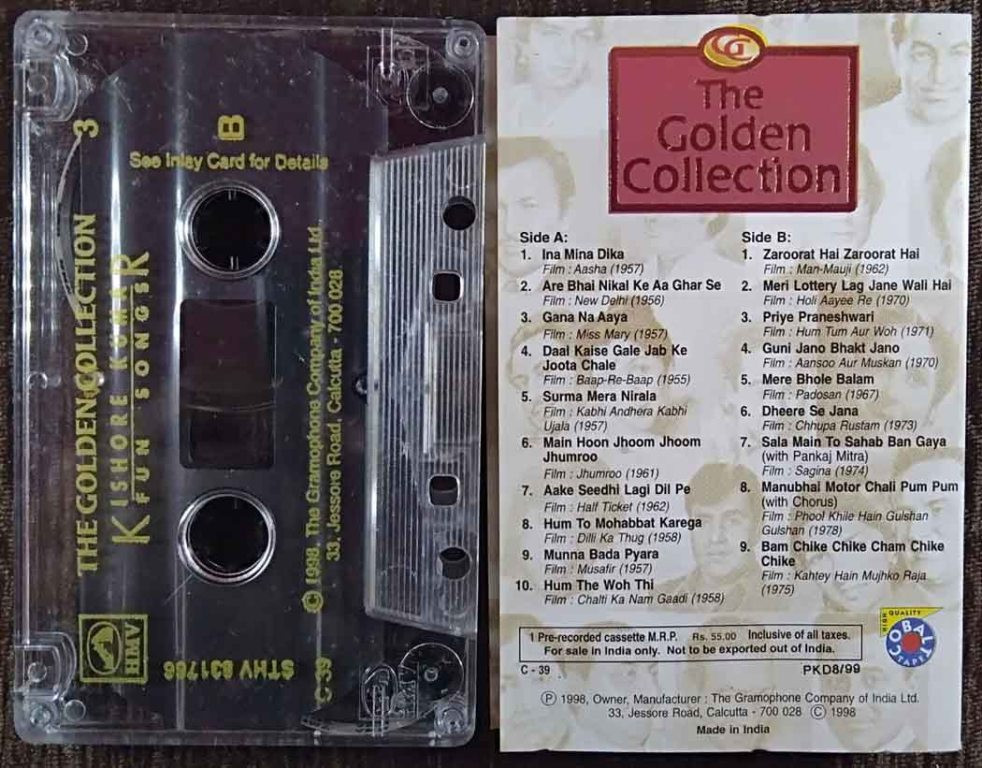 B
See Inlay Card for Details
THE GOLDEN COLLECTION 3
KISHORE KUMAR
FUN SONGS
© 1998, The Gramophone Company of India Ltd.
33, Jessore Road, Calcutta - 700 028
HMV
STHV 831786
C-39
The
Golden
Collection
Side A:
1. Ina Mina Dika
Film : Aasha (1957)
2. Are Bhai Nikal Ke Aa Ghar Se
Film : New Delhi (1956)
3. Gana Na Aaya
Film : Miss Mary (1957)
4. Daal Kaise Gale Jab Ke
Joota Chale
Film : Baap-Re-Baap (1955)
5. Surma Mera Nirala
Film : Kabhi Andhera Kabhi
Ujala (1957)
6. Main Hoon Jhoom Jhoom
Jhumroo
Film : Jhumroo (1961)
7. Aake Seedhi Lagi Dil Pe
Film : Half Ticket (1962)
8. Hum To Mohabbat Karega
Film : Dilli Ka Thug (1958)
9. Munna Bada Pyara
Film : Musafir (1957)
10. Hum The Woh Thi
Film : Chalti Ka Nam Gaadi (1958)
Side B:
1. Zaroorat Hai Zaroorat Hai
Film : Man-Mauji (1962)
2. Meri Lottery Lag Jane Wali Hai
Film : Holi Aayee Re (1970)
3. Priye Praneshwari
Film : Hum Tum Aur Woh (1971)
4. Guni Jano Bhakt Jano
Film : Aansoo Aur Muskan (1970)
5. Mere Bhole Balam
Film : Padosan (1967)
6. Dheere Se Jana
Film : Chhupa Rustam (1973)
7. Sala Main To Sahab Ban Gaya
(with Pankaj Mitra)
Film : Sagina (1974)
8. Manubhai Motor Chali Pum Pum
(with Chorus)
Film : Phool Khile Hain Gulshan
Gulshan (1978)
9. Bam Chike Chike Cham Chike
Chike
Film : Kahtey Hain Mujhko Raja
(1975)
HIGH QUALITY
COBALT
TAPE
1 Pre-recorded cassette M.R.P. Rs. 55.00 Inclusive of all taxes.
For sale in India only. Not to be exported out of India.
C - 39 PKD8/99
℗ 1998, Owner, Manufacturer : The Gramophone Company of India Ltd.
33, Jessore Road, Calcutta - 700 028 © 1998
Made in India